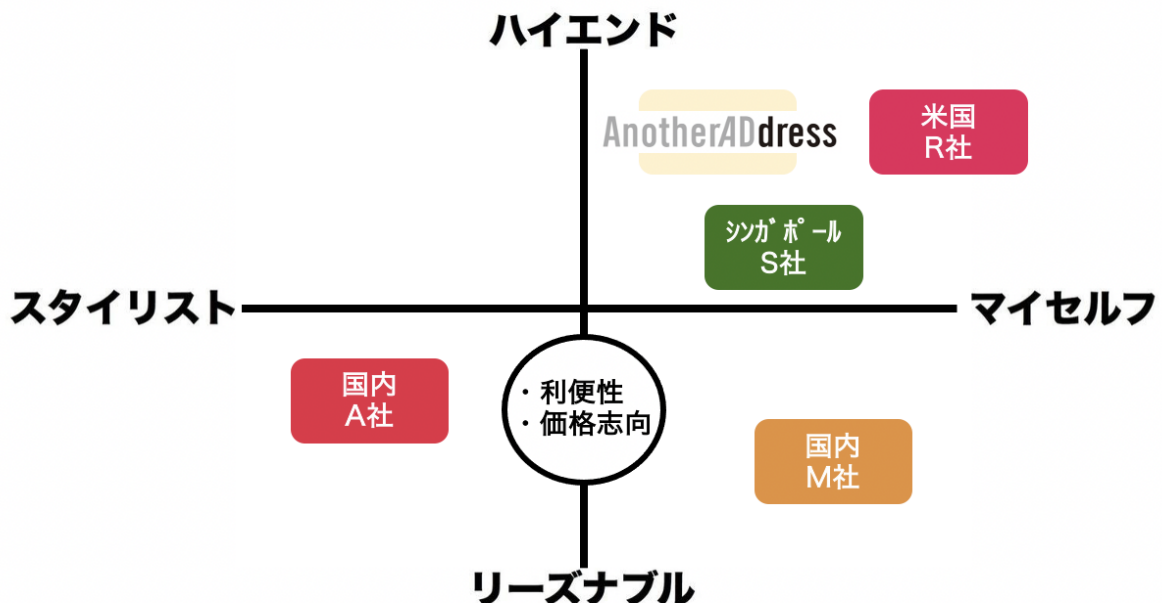 ハイエンド
AnotherADdress
米国
R社
ｼﾝｶﾞﾎﾟｰﾙ
S社
スタイリスト
マイセルフ
国内
A社
・利便性
・価格志向
国内
M社
リーズナブル